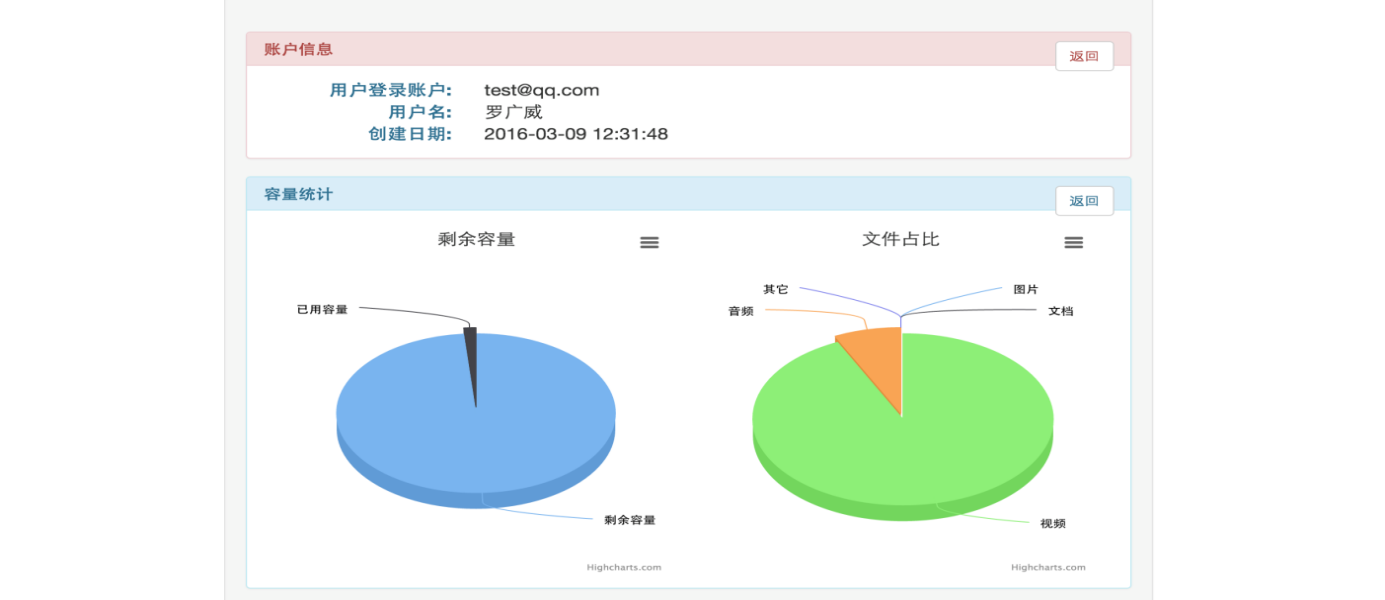 账户信息
返回
用户登录账户: test@qq.com
用户名: 罗广威
创建日期: 2016-03-09 12:31:48
容量统计
返回
剩余容量
已用容量
剩余容量
Highcharts.com
文件占比
其它
图片
音频
文档
视频
Highcharts.com